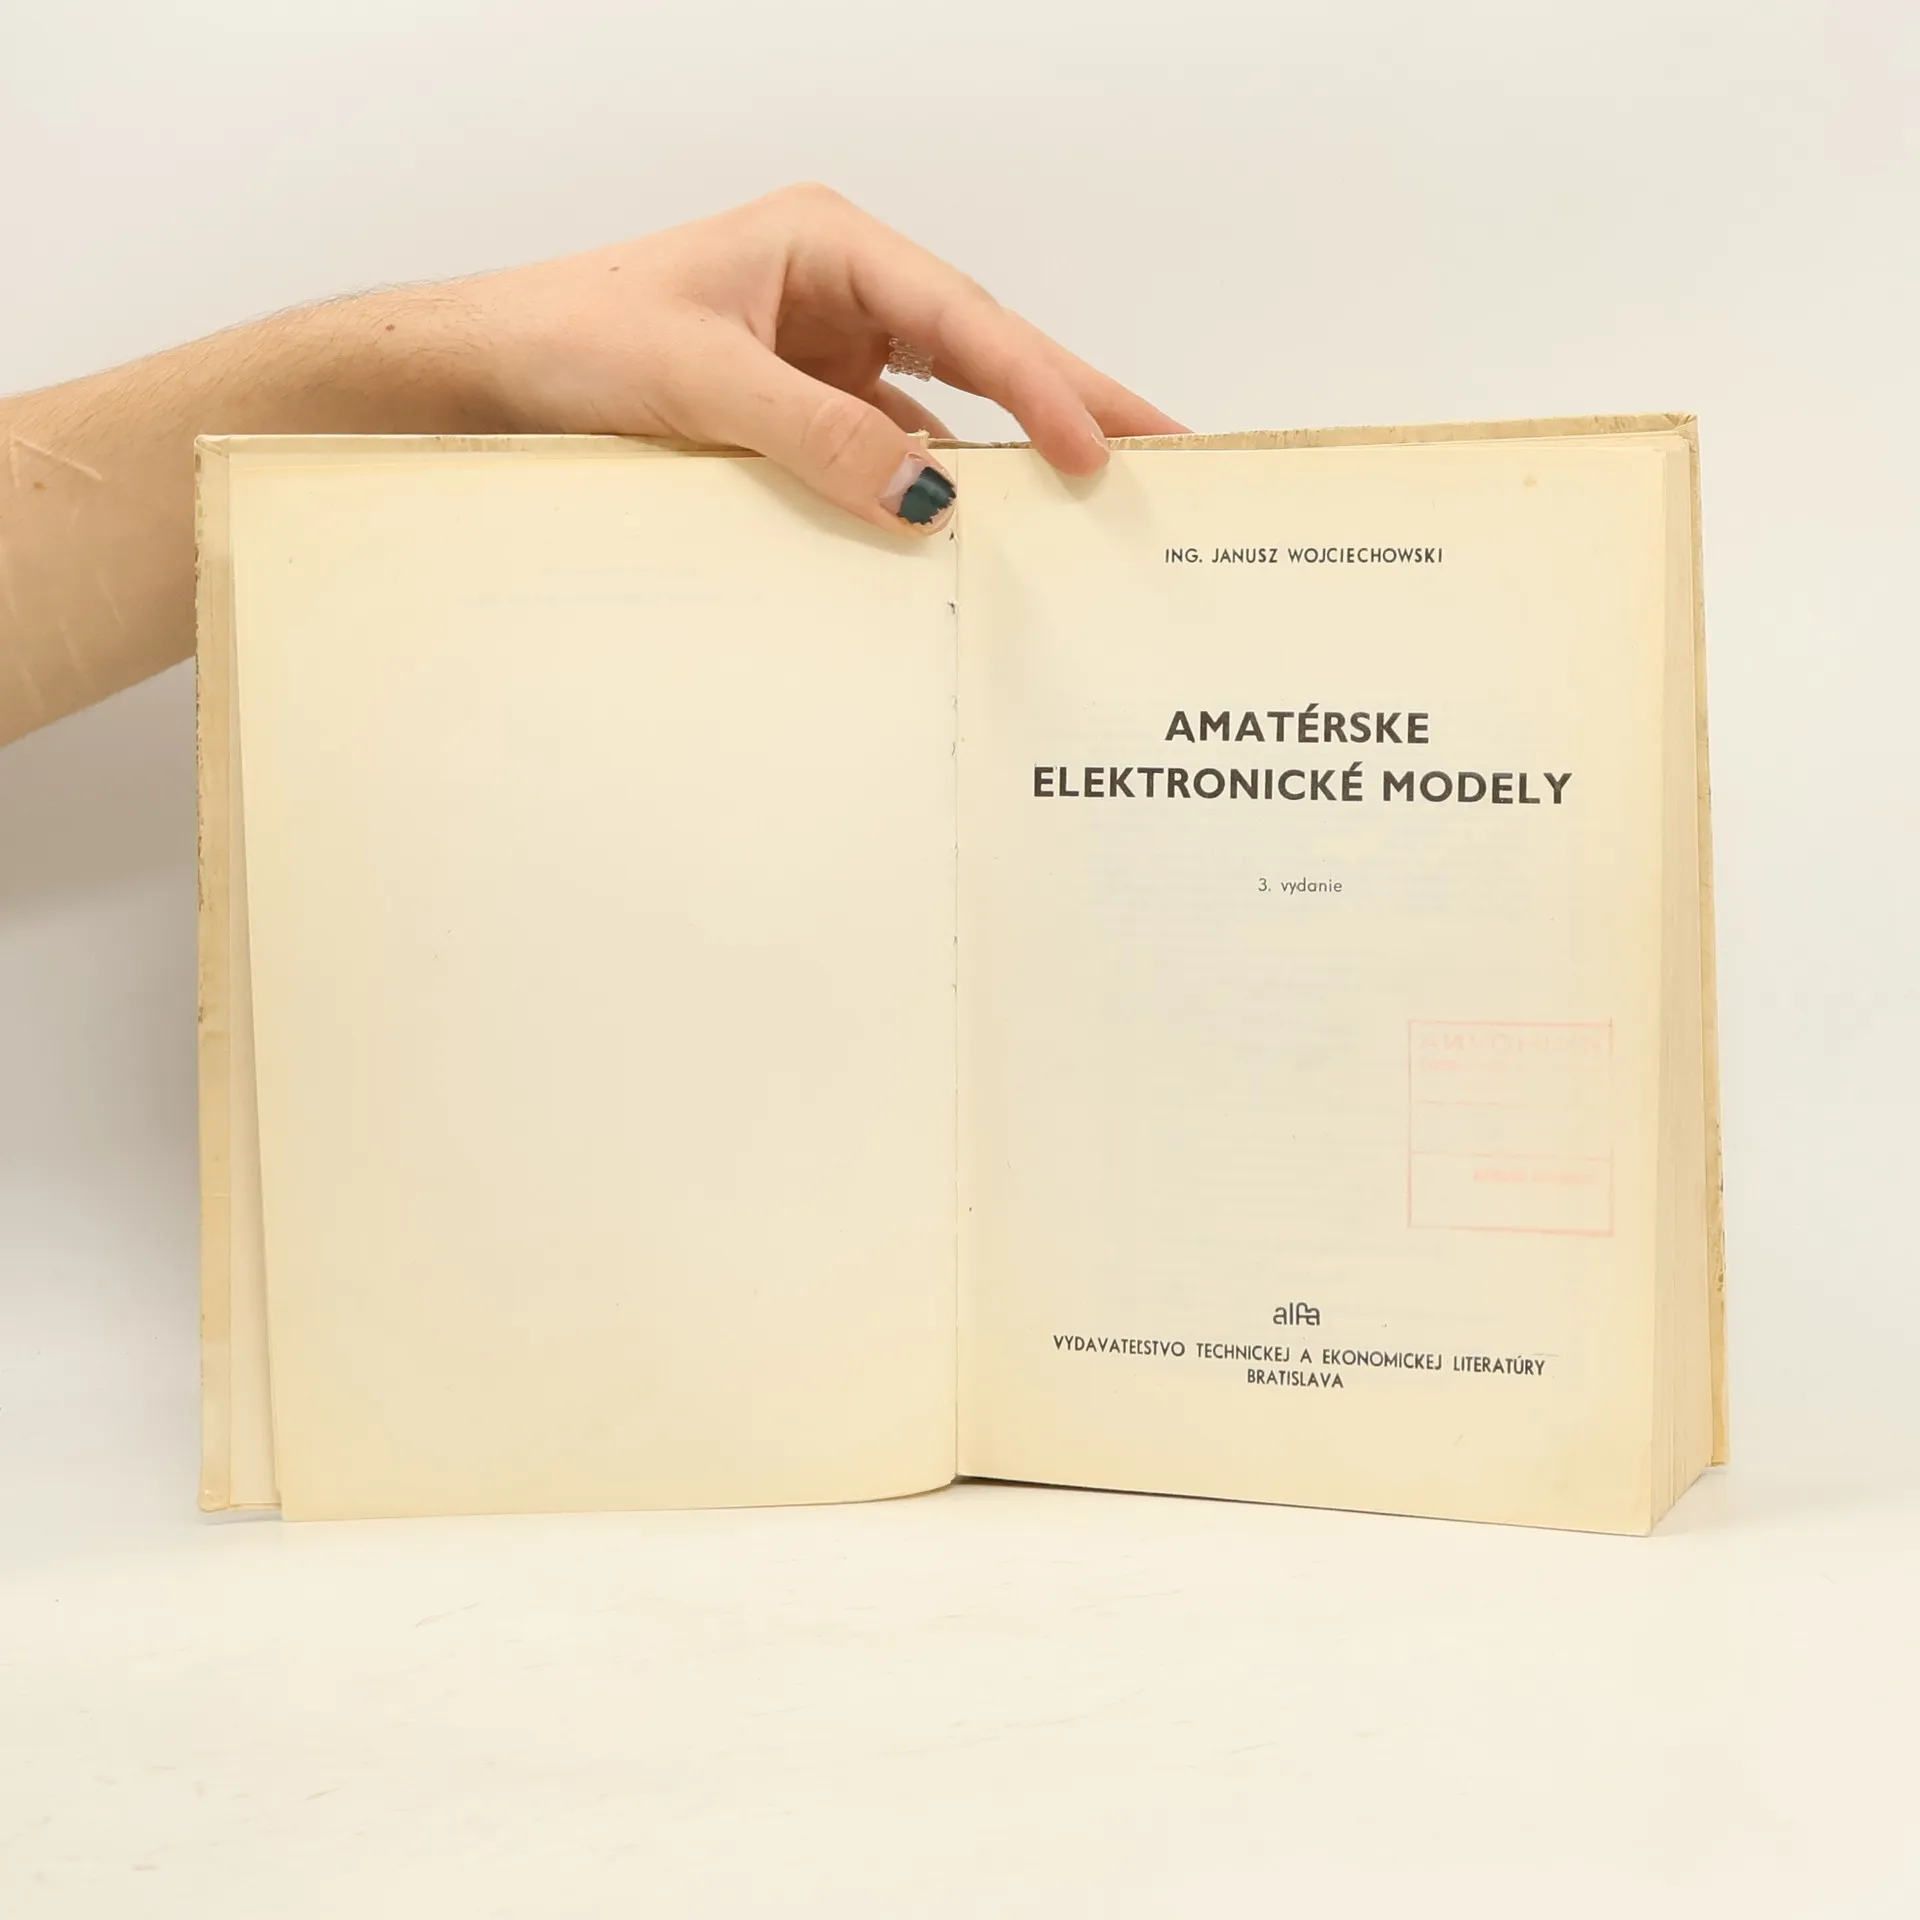 ING. JANUSZ WOJCIECHOWSKI
AMATÉRSKE
ELEKTRONICKÉ MODELY
3. vydanie
alfa
VYDAVATEĽSTVO TECHNICKEJ A EKONOMICKEJ LITERATÚRY
BRATISLAVA